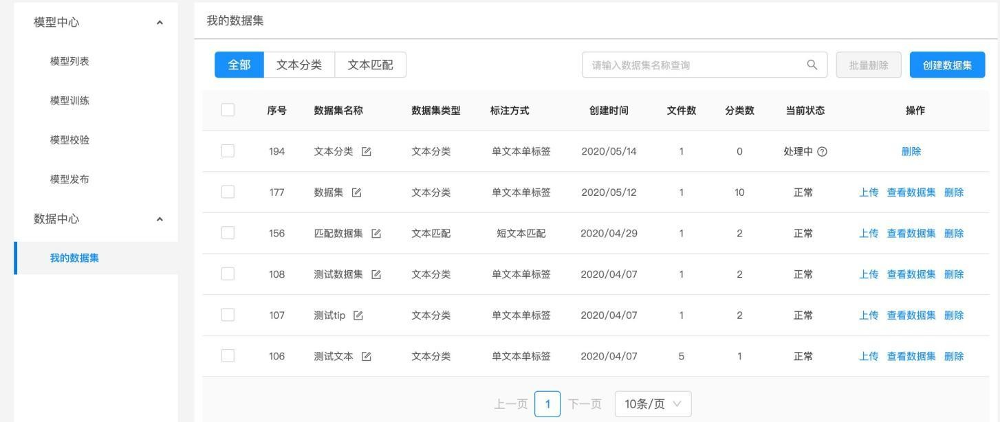 模型中心
模型列表
模型训练
模型校验
模型发布
数据中心
我的数据集
我的数据集
全部 文本分类 文本匹配 请输入数据集名称查询 批量删除 创建数据集
序号 数据集名称 数据集类型 标注方式 创建时间 文件数 分类数 当前状态 操作
194 文本分类 文本分类 单文本单标签 2020/05/14 1 0 处理中 删除
177 数据集 文本分类 单文本单标签 2020/05/12 1 10 正常 上传 查看数据集 删除
156 匹配数据集 文本匹配 短文本匹配 2020/04/29 1 2 正常 上传 查看数据集 删除
108 测试数据集 文本分类 单文本单标签 2020/04/07 1 2 正常 上传 查看数据集 删除
107 测试tip 文本分类 单文本单标签 2020/04/07 1 2 正常 上传 查看数据集 删除
106 测试文本 文本分类 单文本单标签 2020/04/07 5 1 正常 上传 查看数据集 删除
上一页 1 下一页 10条/页